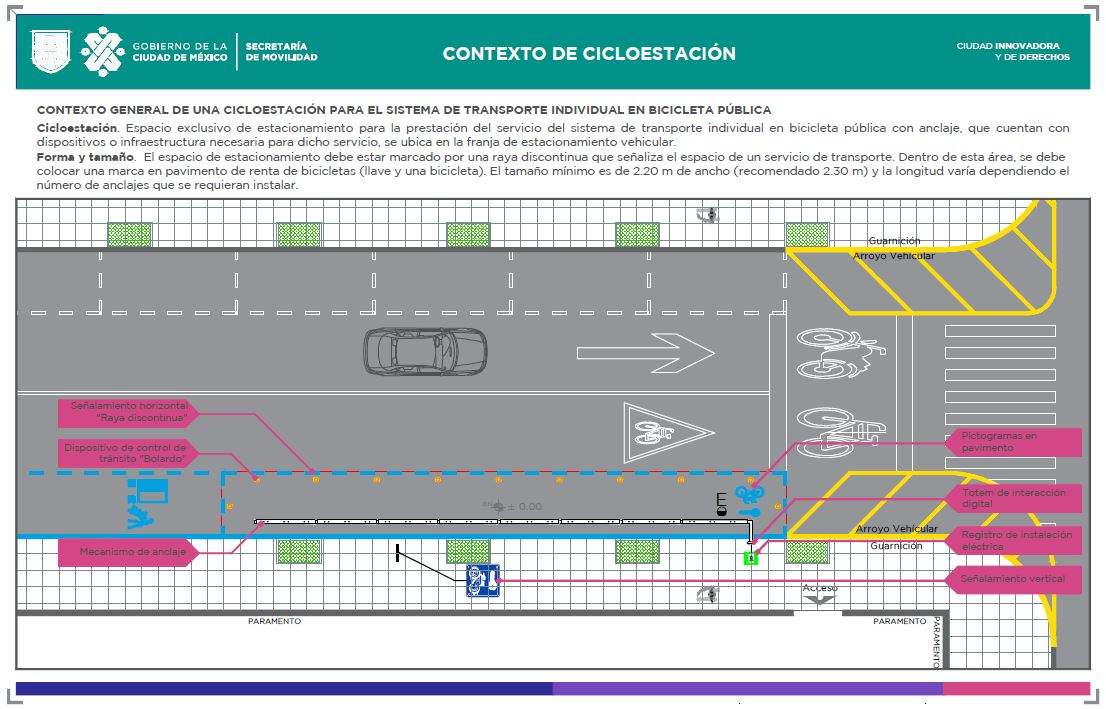 GOBIERNO DE LA
CIUDAD DE MÉXICO
SECRETARÍA
DE MOVILIDAD
CONTEXTO DE CICLOESTACIÓN
CIUDAD INNOVADORA
Y DE DERECHOS
CONTEXTO GENERAL DE UNA CICLOESTACIÓN PARA EL SISTEMA DE TRANSPORTE INDIVIDUAL EN BICICLETA PÚBLICA
Cicloestación. Espacio exclusivo de estacionamiento para la prestación del servicio del sistema de transporte individual en bicicleta pública con anclaje, que cuentan con
dispositivos o infraestructura necesaria para dicho servicio, se ubica en la franja de estacionamiento vehicular.
Forma y tamaño. El espacio de estacionamiento debe estar marcado por una raya discontinua que señaliza el espacio de un servicio de transporte. Dentro de esta área, se debe
colocar una marca en pavimento de renta de bicicletas (llave y una bicicleta). El tamaño mínimo es de 2.20 m de ancho (recomendado 2.30 m) y la longitud varía dependiendo el
número de anclajes que se requieran instalar.
Guarnición
Arroyo Vehícular
Señalamiento horizontal
"Raya discontinua"
Dispositivo de control de
tránsito "Bolardo"
Mecanismo de anclaje
± 0.00
CE
Pictogramas en
pavimento
Totem de interacción
digital
Registro de instalación
eléctrica
Señalamiento vertical
Arroyo Vehícular
Guarnición
Acceso
PARAMENTO
PARAMENTO
PARAMENTO